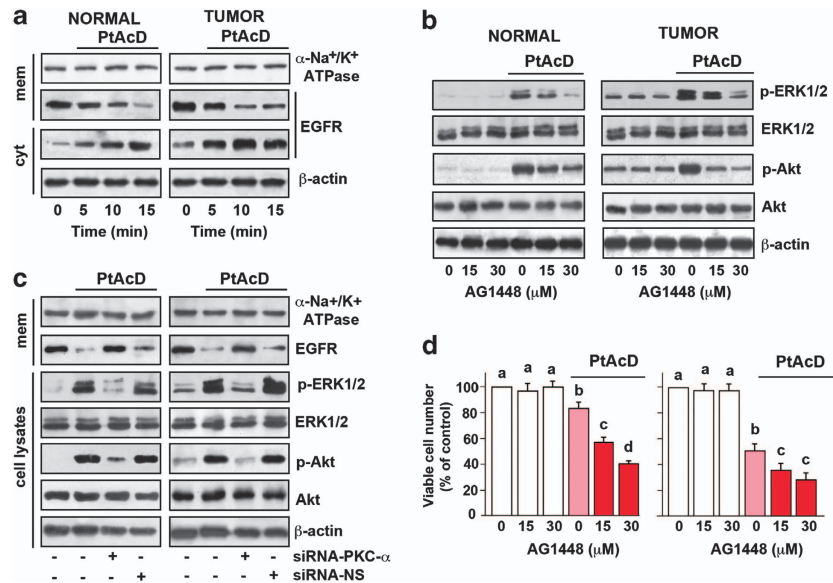 a
NORMAL TUMOR
PtAcD PtAcD
mem
α-Na+/K+
ATPase
EGFR
cyt
β-actin
0 5 10 15 0 5 10 15
Time (min) Time (min)
b
NORMAL TUMOR
PtAcD PtAcD
p-ERK1/2
ERK1/2
p-Akt
Akt
β-actin
0 15 30 0 15 30 0 15 30 0 15 30
AG1448 (μM) AG1448 (μM)
c
PtAcD PtAcD
mem
α-Na+/K+
ATPase
EGFR
cell lysates
p-ERK1/2
ERK1/2
p-Akt
Akt
β-actin
- - + - - - + - siRNA-PKC-α
- - - + - - - + siRNA-NS
d
PtAcD PtAcD
Viable cell number
(% of control)
100
80
60
40
20
0
a a a b c d a a a b c c
0 15 30 0 15 30 0 15 30 0 15 30
AG1448 (μM) AG1448 (μM)